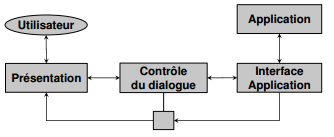 Utilisateur
Application
Présentation
Contrôle
du dialogue
Interface
Application